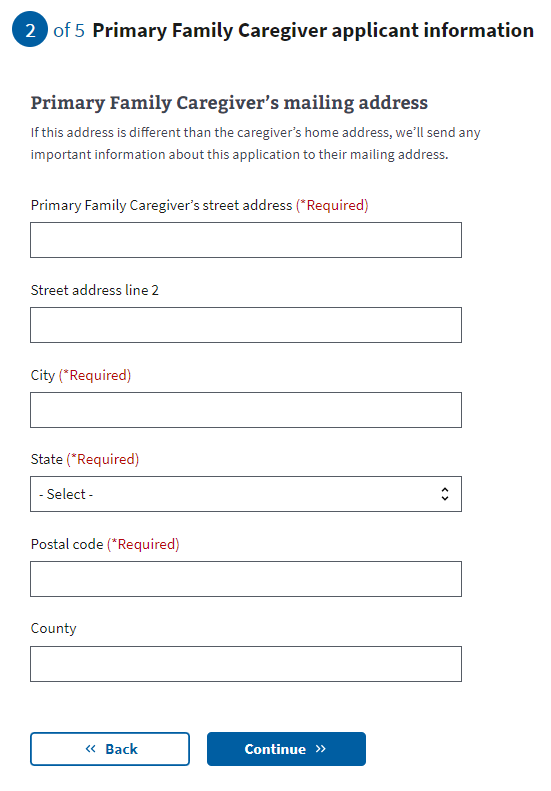 2 of 5 Primary Family Caregiver applicant information
Primary Family Caregiver’s mailing address
If this address is different than the caregiver’s home address, we’ll send any
important information about this application to their mailing address.
Primary Family Caregiver’s street address (*Required)
Street address line 2
City (*Required)
State (*Required)
- Select -
Postal code (*Required)
County
« Back
Continue »